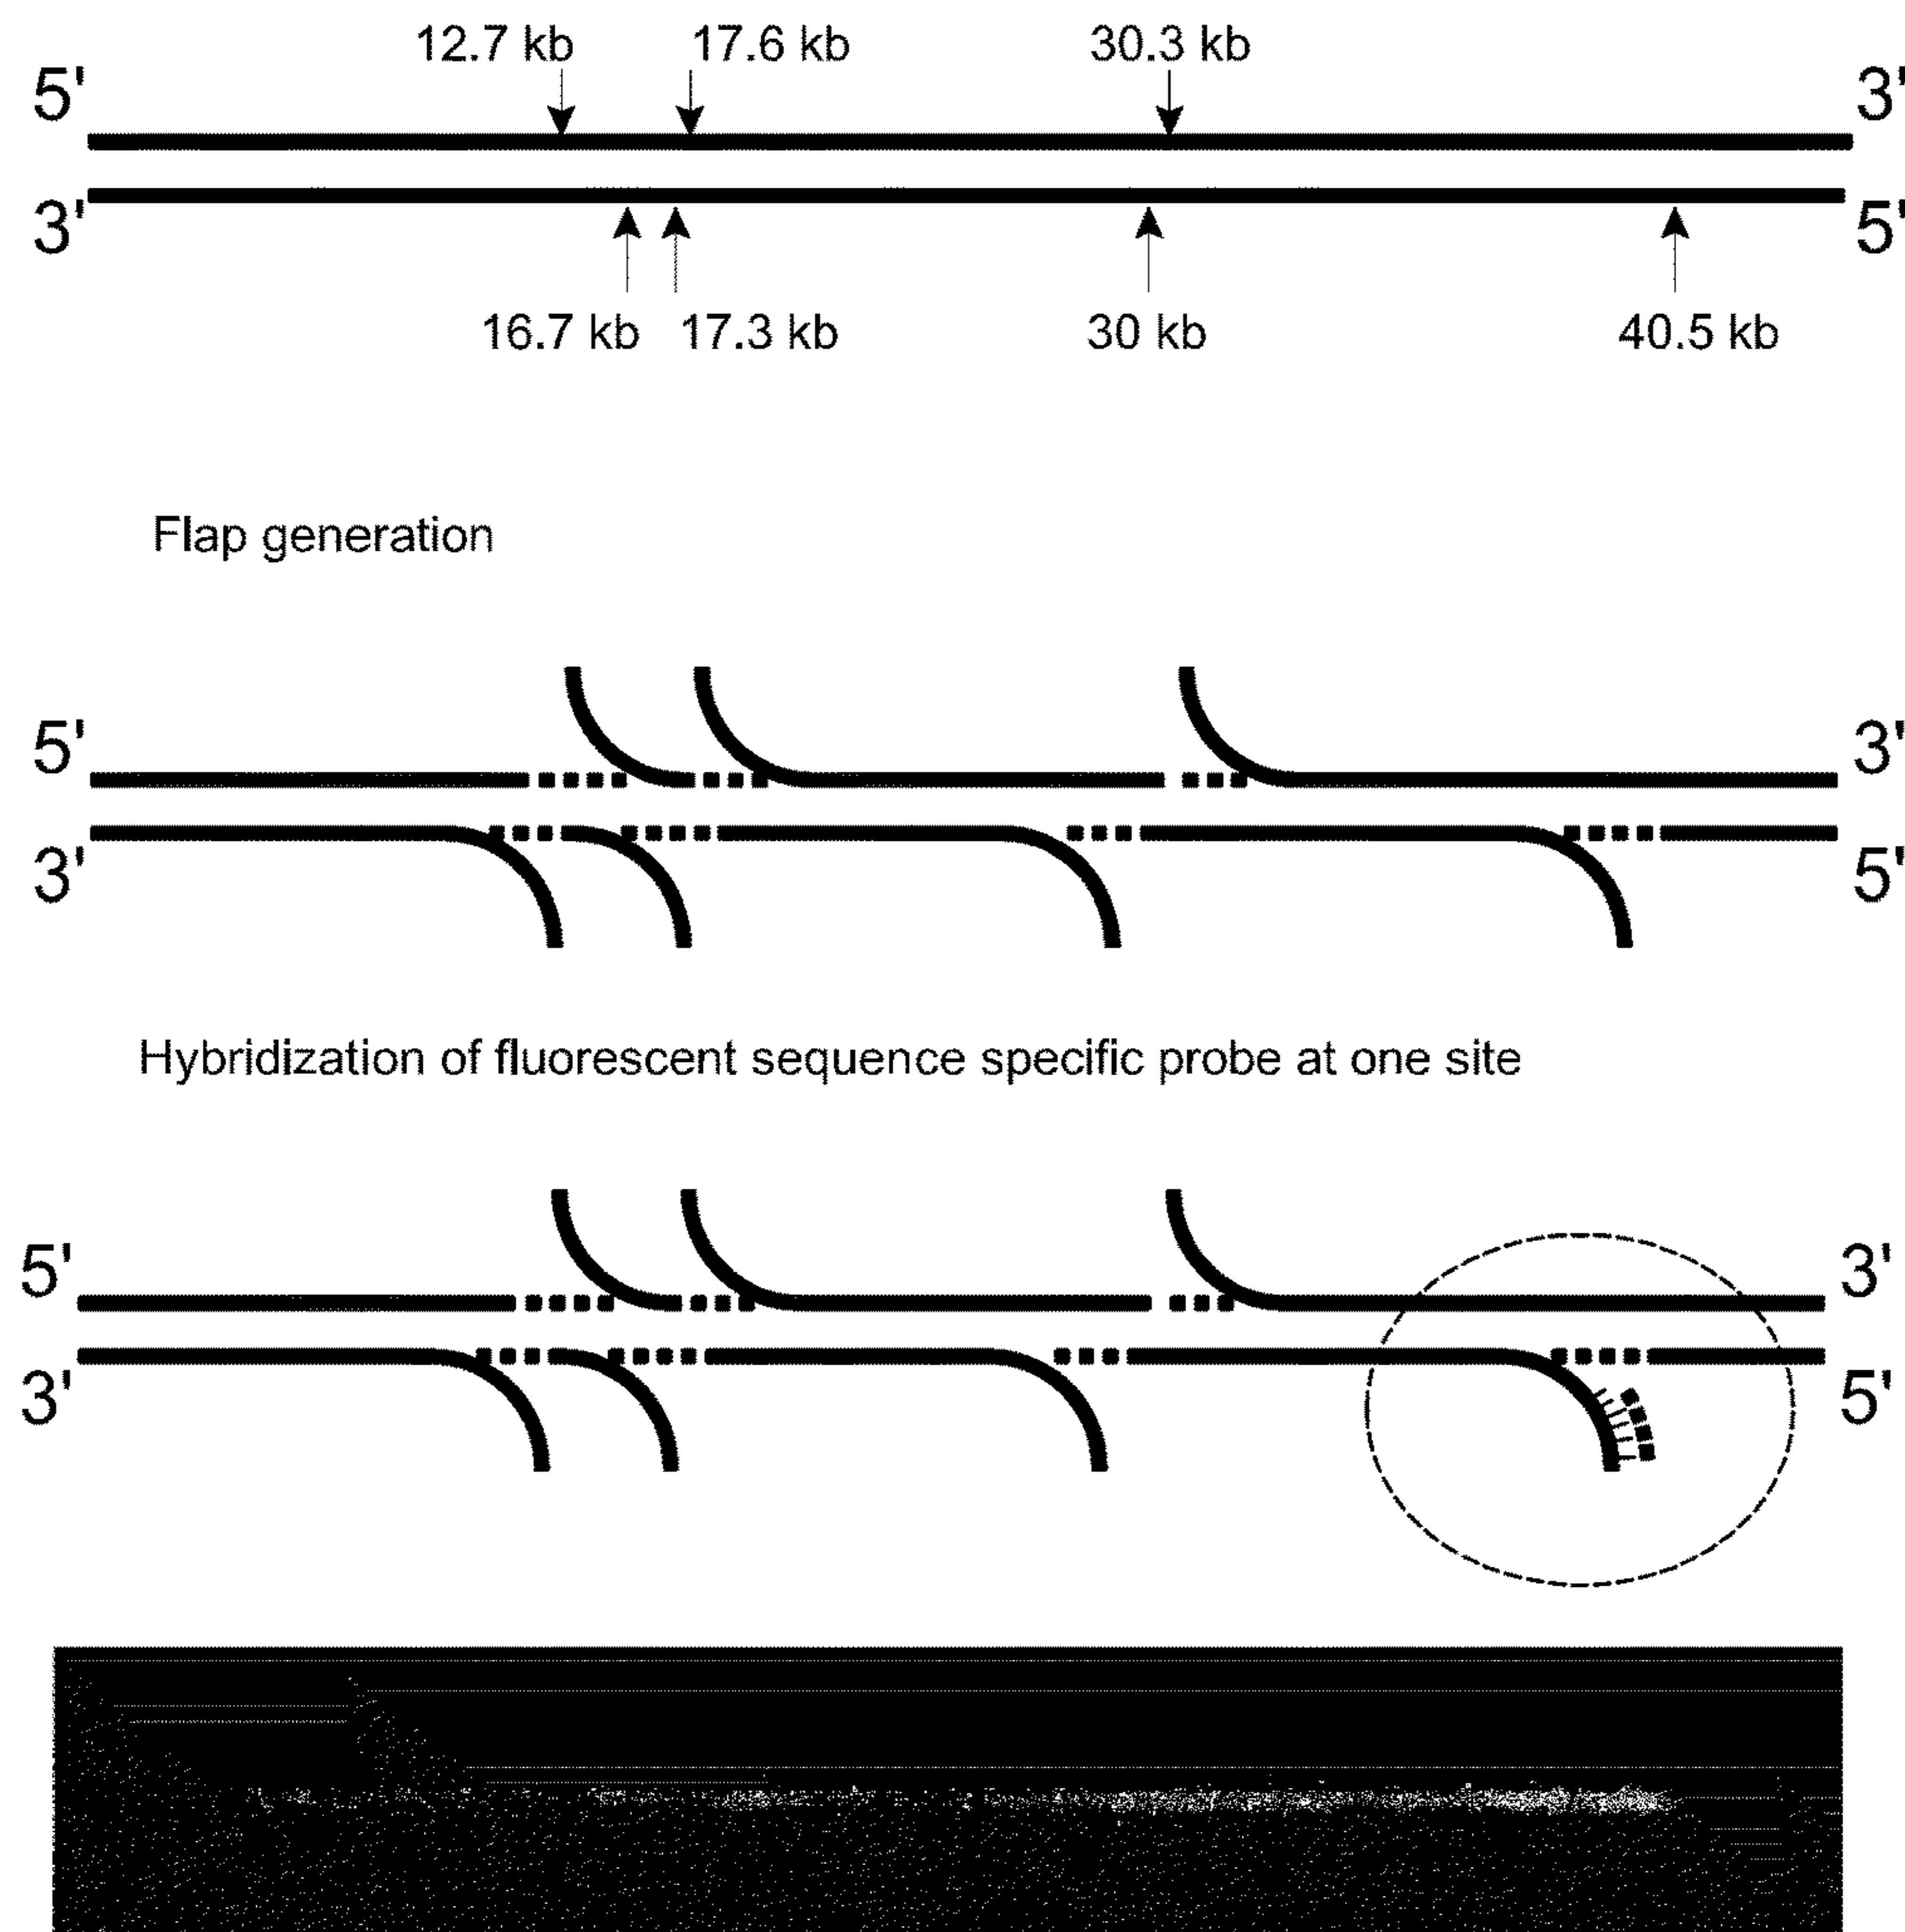 12.7 kb 17.6 kb 30.3 kb
5' 3'
3' 5'
16.7 kb 17.3 kb 30 kb 40.5 kb
Flap generation
5' 3'
3' 5'
Hybridization of fluorescent sequence specific probe at one site
5' 3'
3' 5'